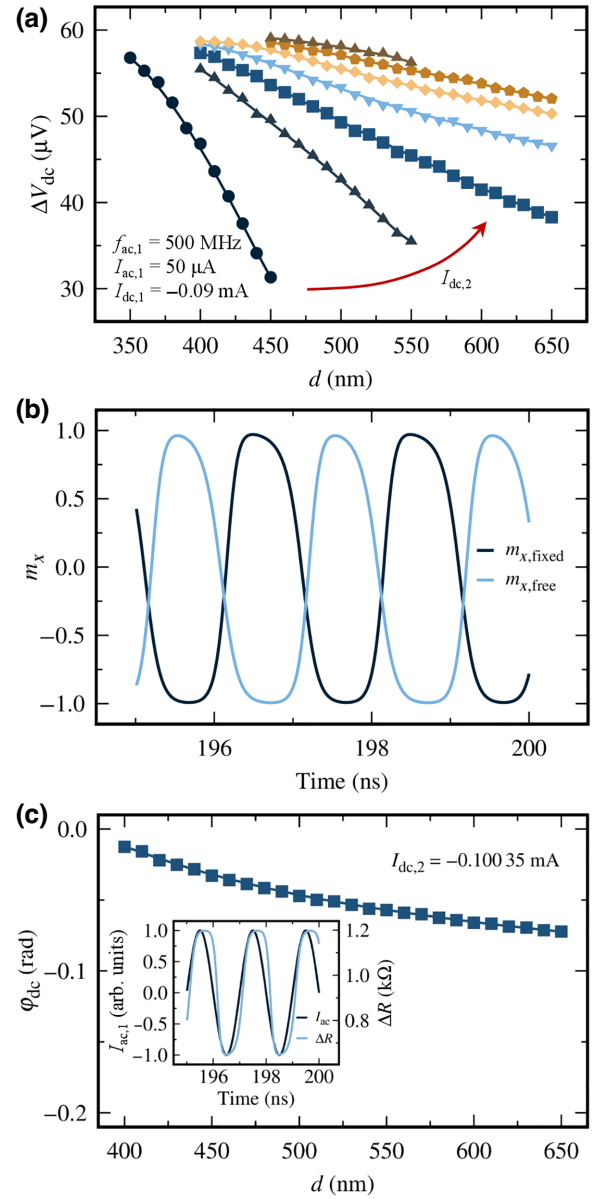 (a)
60
50
40
30
ΔV_dc (μV)
f_ac,1 = 500 MHz
I_ac,1 = 50 μA
I_dc,1 = −0.09 mA
I_dc,2
350 400 450 500 550 600 650
d (nm)
(b)
1.0
0.5
0.0
−0.5
−1.0
m_x
m_x,fixed
m_x,free
196 198 200
Time (ns)
(c)
0.0
−0.1
−0.2
φ_dc (rad)
I_dc,2 = −0.100 35 mA
1.0
0.5
0.0
−0.5
−1.0
I_ac,1 (arb. units)
1.2
1.0
0.8
ΔR (kΩ)
I_ac
ΔR
196 198 200
Time (ns)
400 450 500 550 600 650
d (nm)